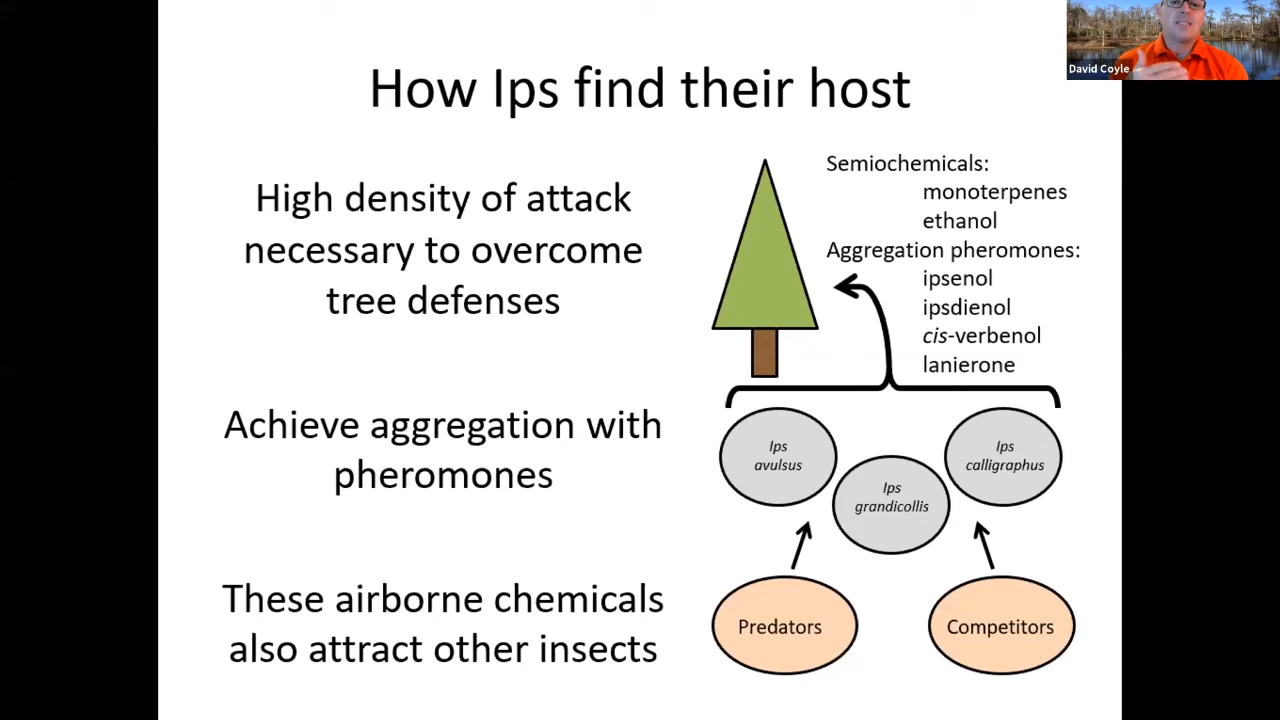 David Coyle
How Ips find their host
High density of attack
necessary to overcome
tree defenses
Achieve aggregation with
pheromones
These airborne chemicals
also attract other insects
Semiochemicals:
monoterpenes
ethanol
Aggregation pheromones:
ipsenol
ipsdienol
cis-verbenol
lanierone
Ips
avulsus
Ips
grandicollis
Ips
calligraphus
Predators
Competitors